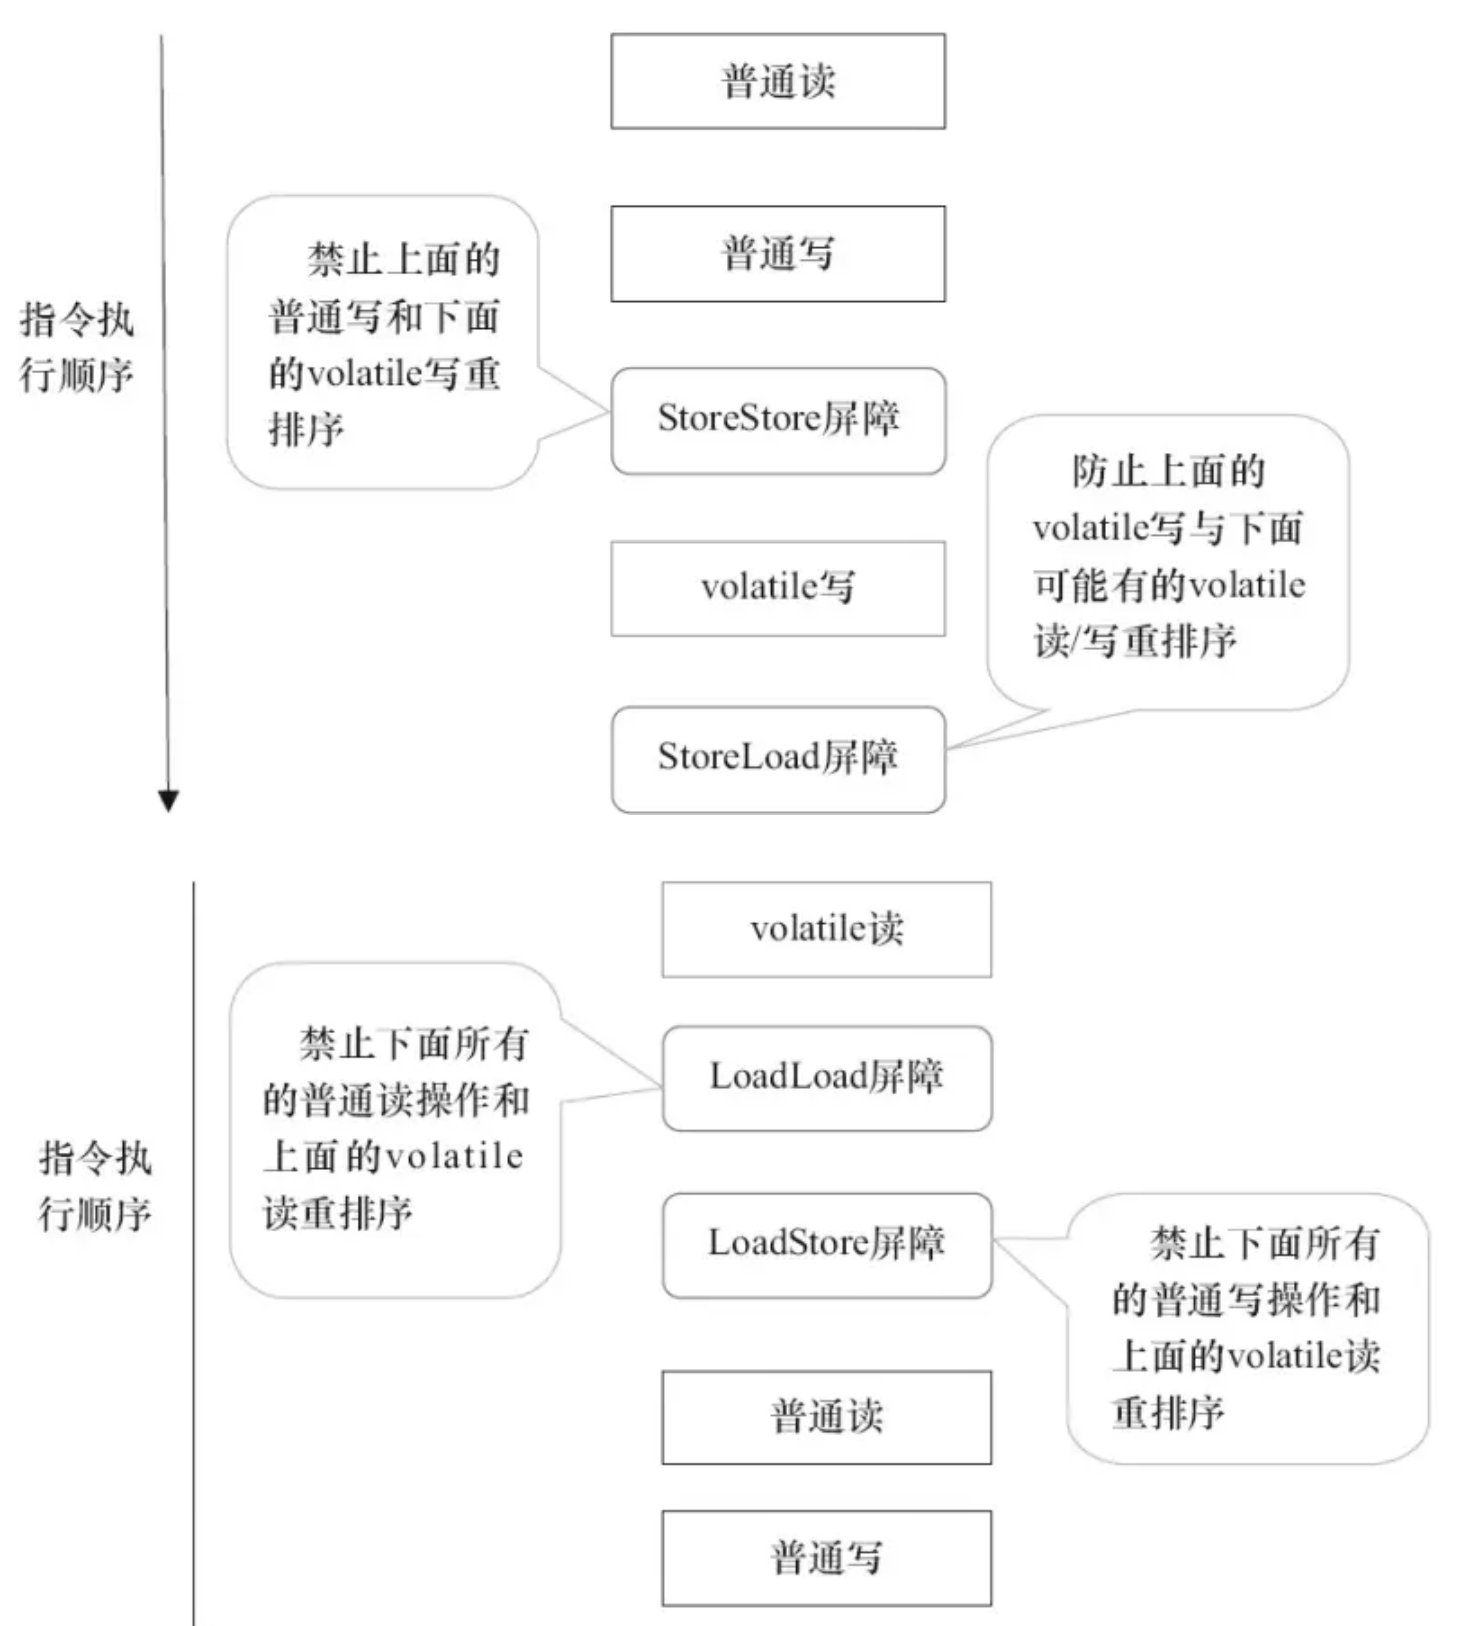 普通读
普通写
禁止上面的
普通写和下面
的volatile写重
排序
指令执
行顺序
StoreStore屏障
防止上面的
volatile写与下面
可能有的volatile
读/写重排序
volatile写
StoreLoad屏障
volatile读
禁止下面所有
的普通读操作和
上面的volatile
读重排序
LoadLoad屏障
指令执
行顺序
LoadStore屏障
禁止下面所有
的普通写操作和
上面的volatile读
重排序
普通读
普通写